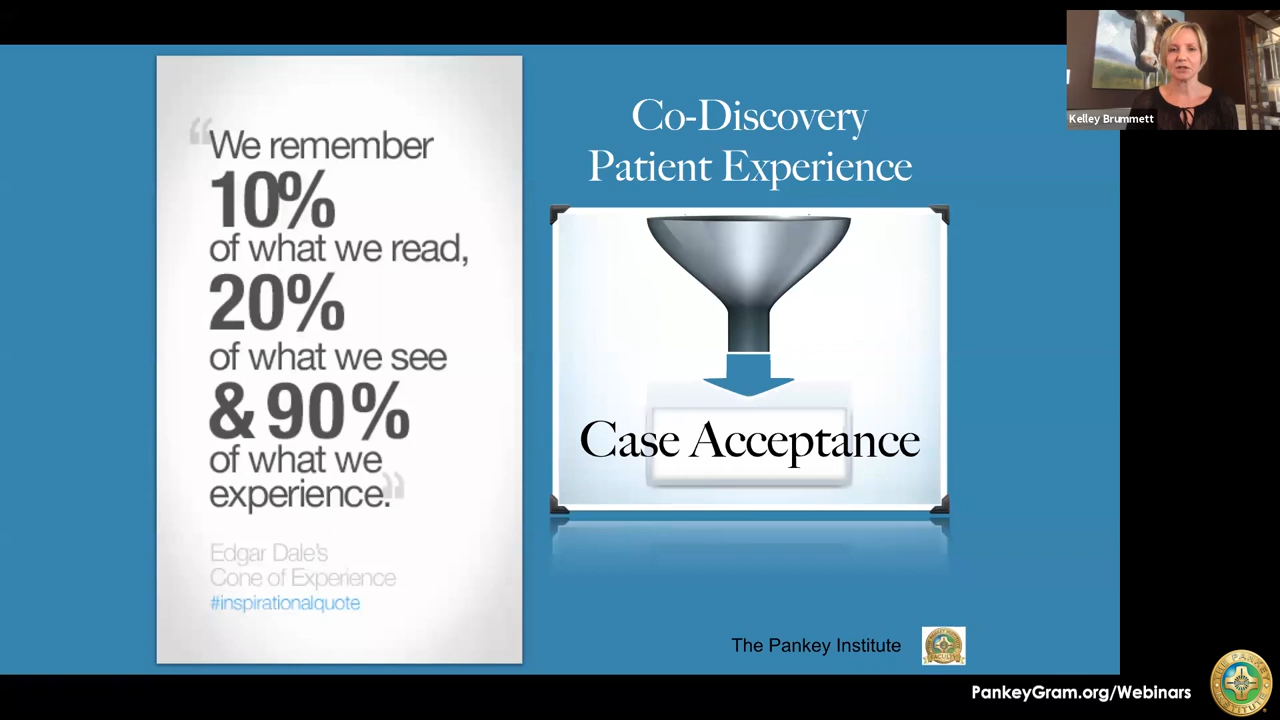 “We remember
10%
of what we read,
20%
of what we see
& 90%
of what we
experience.”
Edgar Dale's
Cone of Experience
#inspirationalquote
Co-Discovery
Patient Experience
Case Acceptance
The Pankey Institute
Kelley Brummett
PankeyGram.org/Webinars